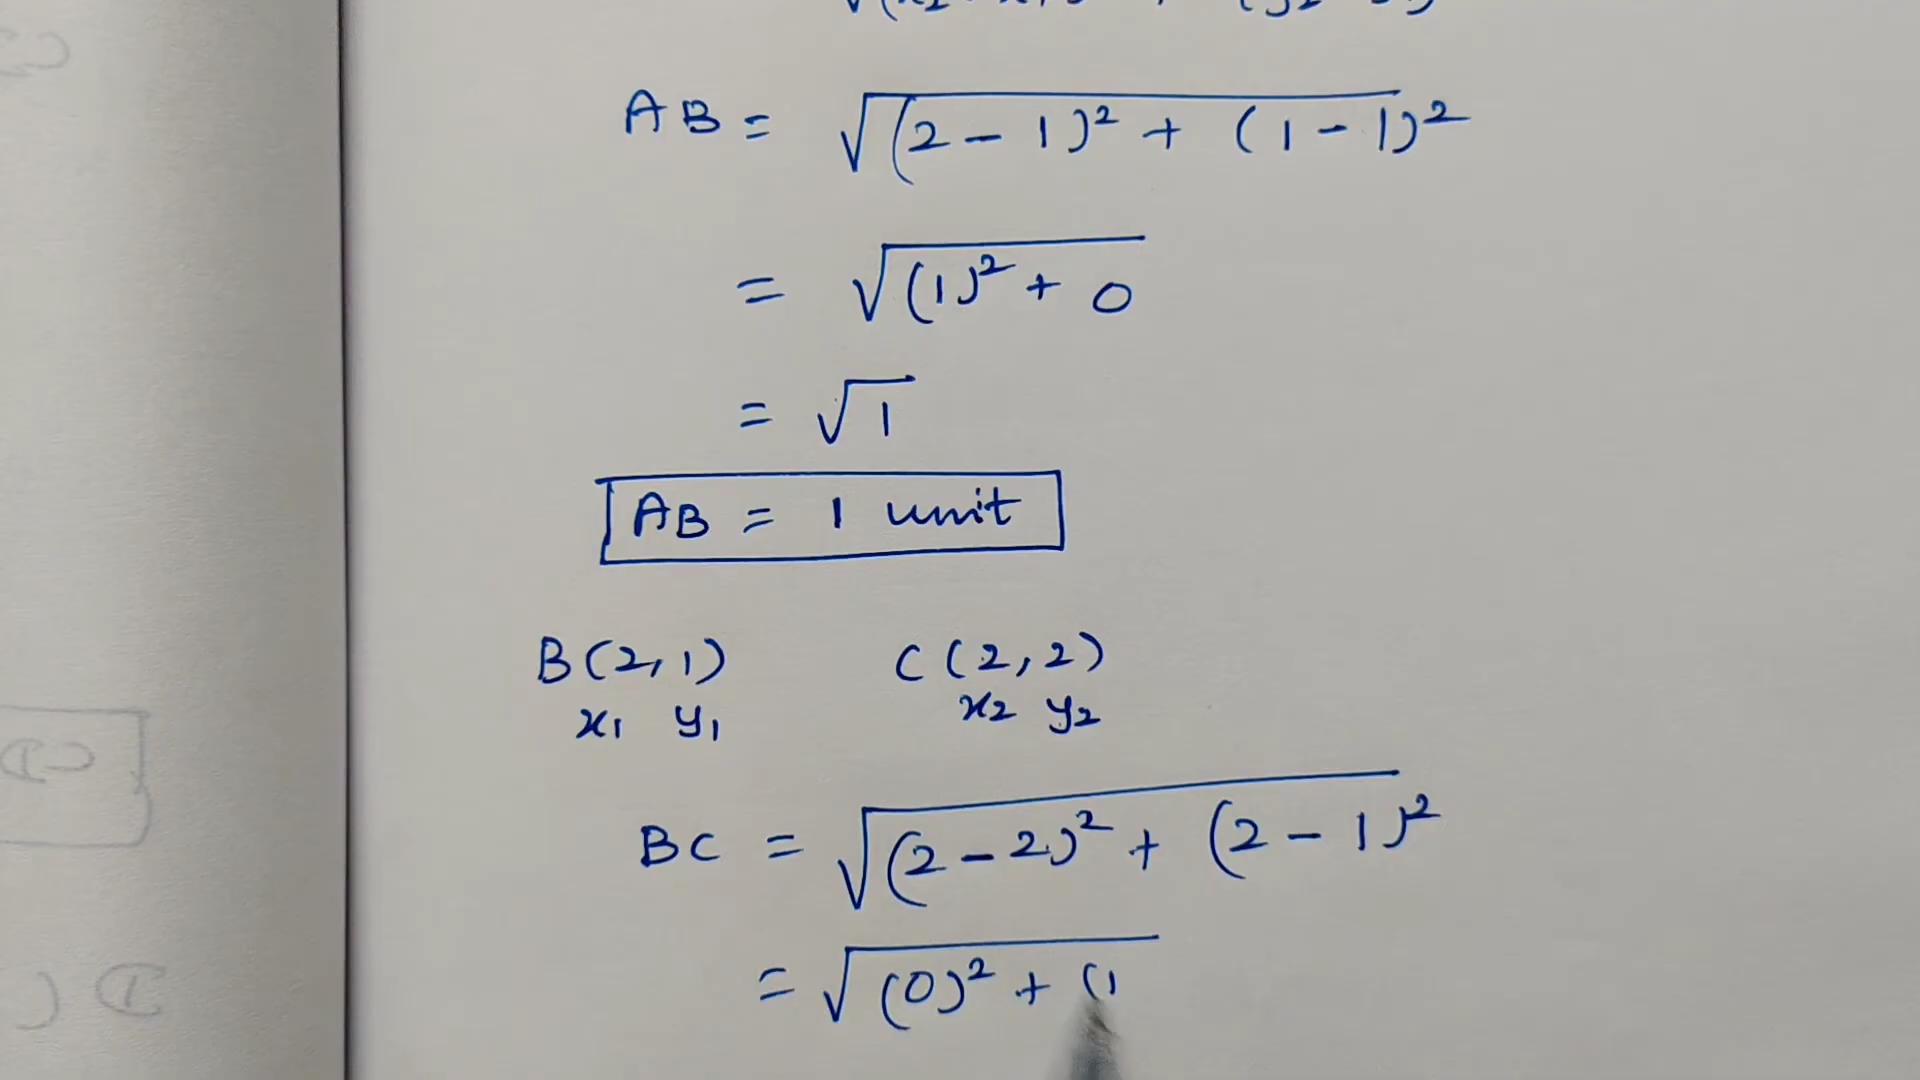 AB = √(2 - 1)² + (1 - 1)²
= √(1)² + 0
= √1
AB = 1 unit
B(2,1) C(2,2)
x₁ y₁ x₂ y₂
BC = √(2 - 2)² + (2 - 1)²
= √(0)² + (1